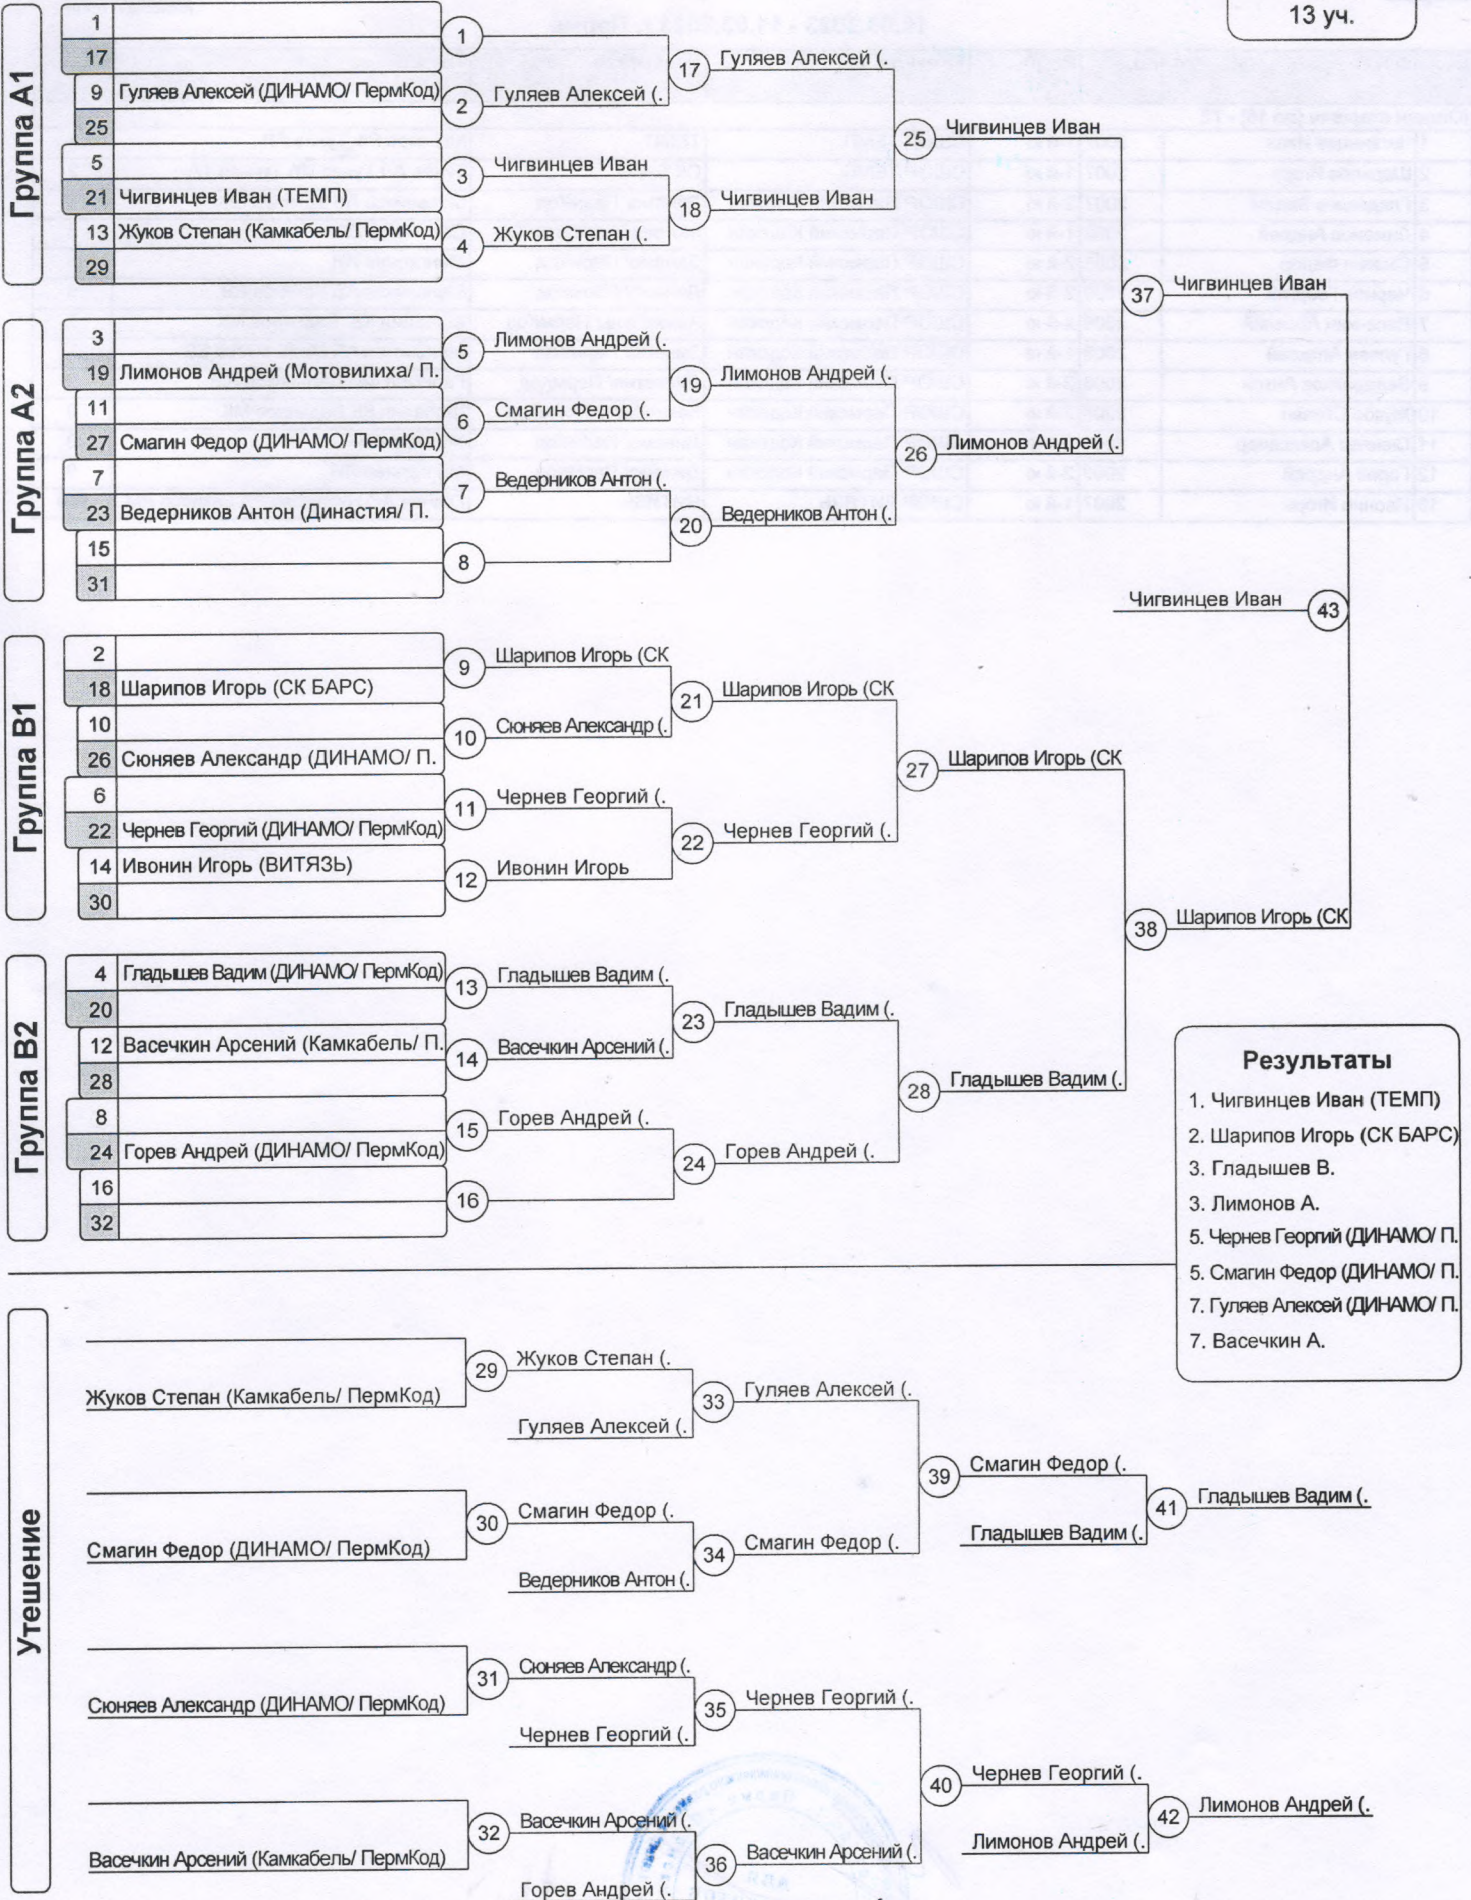 13 уч.
Группа А1
1
17
9 Гуляев Алексей (ДИНАМО/ ПермКод)
25
5
21 Чигвинцев Иван (ТЕМП)
13 Жуков Степан (Камкабель/ ПермКод)
29
1
2 Гуляев Алексей (.
3 Чигвинцев Иван
4 Жуков Степан (.
17 Гуляев Алексей (.
18 Чигвинцев Иван
25 Чигвинцев Иван
Группа А2
3
19 Лимонов Андрей (Мотовилиха/ П.
11
27 Смагин Федор (ДИНАМО/ ПермКод)
7
23 Ведерников Антон (Династия/ П.
15
31
5 Лимонов Андрей (.
6 Смагин Федор (.
7 Ведерников Антон (.
8
19 Лимонов Андрей (.
20 Ведерников Антон (.
26 Лимонов Андрей (.
37 Чигвинцев Иван
Чигвинцев Иван 43
Группа В1
2
18 Шарипов Игорь (СК БАРС)
10
26 Сюняев Александр (ДИНАМО/ П.
6
22 Чернев Георгий (ДИНАМО/ ПермКод)
14 Ивонин Игорь (ВИТЯЗЬ)
30
9 Шарипов Игорь (СК
10 Сюняев Александр (.
11 Чернев Георгий (.
12 Ивонин Игорь
21 Шарипов Игорь (СК
22 Чернев Георгий (.
27 Шарипов Игорь (СК
38 Шарипов Игорь (СК
Группа В2
4 Гладышев Вадим (ДИНАМО/ ПермКод)
20
12 Васечкин Арсений (Камкабель/ П.
28
8
24 Горев Андрей (ДИНАМО/ ПермКод)
16
32
13 Гладышев Вадим (.
14 Васечкин Арсений (.
15 Горев Андрей (.
16
23 Гладышев Вадим (.
24 Горев Андрей (.
28 Гладышев Вадим (.
Результаты
1. Чигвинцев Иван (ТЕМП)
2. Шарипов Игорь (СК БАРС)
3. Гладышев В.
3. Лимонов А.
5. Чернев Георгий (ДИНАМО/ П.
5. Смагин Федор (ДИНАМО/ П.
7. Гуляев Алексей (ДИНАМО/ П.
7. Васечкин А.
Утешение
Жуков Степан (Камкабель/ ПермКод)
29 Жуков Степан (.
Гуляев Алексей (.
33 Гуляев Алексей (.
Смагин Федор (ДИНАМО/ ПермКод)
30 Смагин Федор (.
Ведерников Антон (.
34 Смагин Федор (.
39 Смагин Федор (.
Гладышев Вадим (.
41 Гладышев Вадим (.
Сюняев Александр (ДИНАМО/ ПермКод)
31 Сюняев Александр (.
Чернев Георгий (.
35 Чернев Георгий (.
Васечкин Арсений (Камкабель/ ПермКод)
32 Васечкин Арсений (.
Горев Андрей (.
36 Васечкин Арсений (.
40 Чернев Георгий (.
Лимонов Андрей (.
42 Лимонов Андрей (.